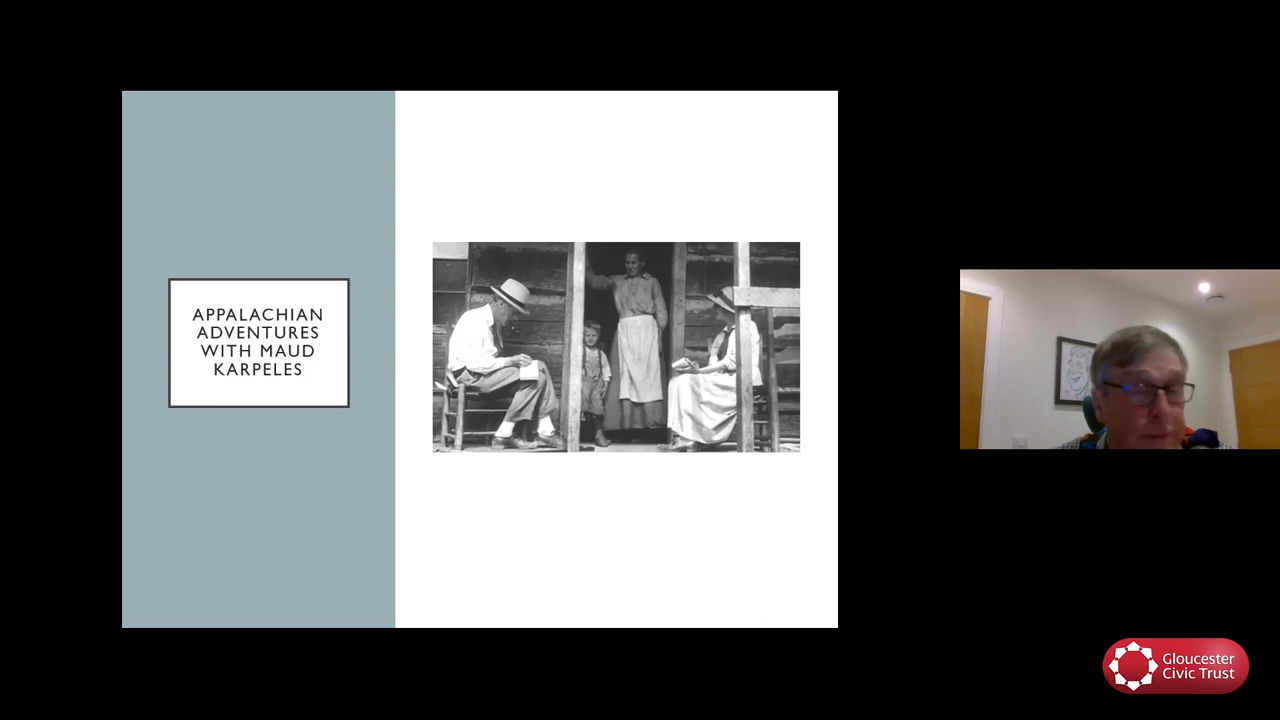 APPALACHIAN
ADVENTURES
WITH MAUD
KARPELES
Gloucester
Civic Trust